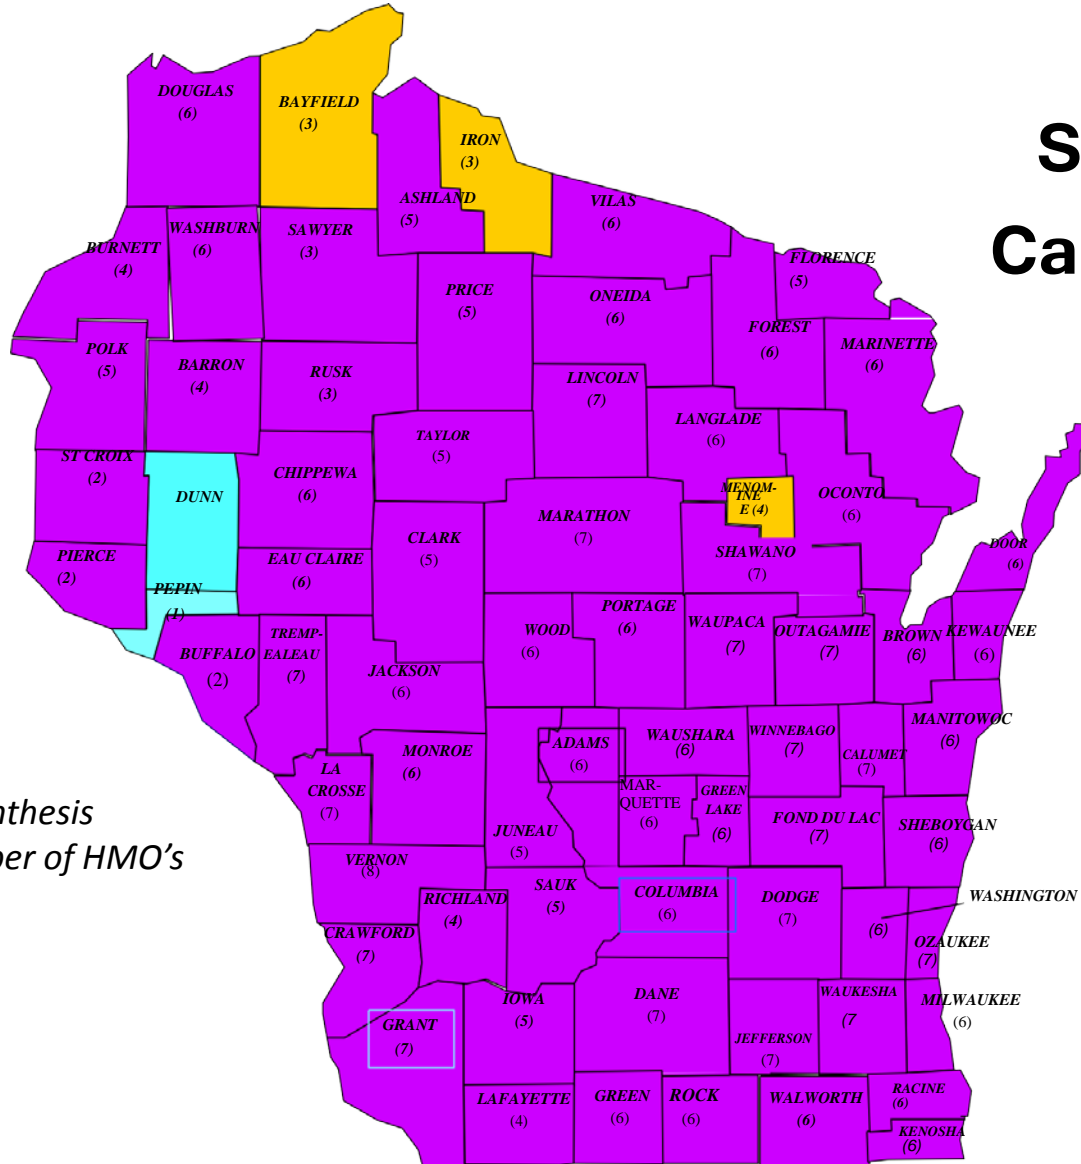 S
Ca
DOUGLAS
(6)
BAYFIELD
(3)
IRON
(3)
ASHLAND
(5)
VILAS
(6)
BURNETT
(4)
WASHBURN
(6)
SAWYER
(3)
FLORENCE
(5)
PRICE
(5)
ONEIDA
(6)
FOREST
(6)
MARINETTE
(6)
POLK
(5)
BARRON
(4)
RUSK
(3)
LINCOLN
(7)
LANGLADE
(6)
TAYLOR
(5)
ST CROIX
(2)
DUNN
CHIPPEWA
(6)
MENOM-
INE
E (4)
OCONTO
(6)
MARATHON
(7)
CLARK
(5)
SHAWANO
(7)
DOOR
(6)
PIERCE
(2)
EAU CLAIRE
(6)
PEPIN
(1)
BUFFALO
(2)
TREMP-
EALEAU
(7)
JACKSON
(6)
WOOD
(6)
PORTAGE
(6)
WAUPACA
(7)
OUTAGAMIE
(7)
BROWN
(6)
KEWAUNEE
(6)
MONROE
(6)
ADAMS
(6)
WAUSHARA
(6)
WINNEBAGO
(7)
CALUMET
(7)
MANITOWOC
(6)
LA
CROSSE
(7)
JUNEAU
(5)
MAR-
QUETTE
(6)
GREEN
LAKE
(6)
FOND DU LAC
(7)
SHEBOYGAN
(6)
nthesis
ber of HMO's
VERNON
(8)
RICHLAND
(4)
SAUK
(5)
COLUMBIA
(6)
DODGE
(7)
WASHINGTON
(6)
OZAUKEE
(7)
CRAWFORD
(7)
GRANT
(7)
IOWA
(5)
DANE
(7)
JEFFERSON
(7)
WAUKESHA
(7
MILWAUKEE
(6)
LAFAYETTE
(4)
GREEN
(6)
ROCK
(6)
WALWORTH
(6)
RACINE
(6)
KENOSHA
(6)